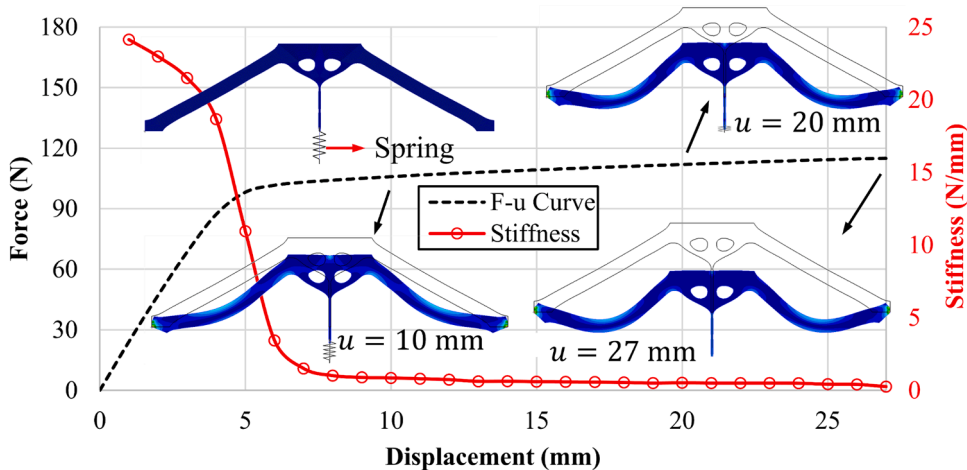 180
150
120
90
60
30
0
Force (N)
0
5
10
15
20
25
Displacement (mm)
25
20
15
10
5
0
Stiffness (N/mm)
Spring
u = 20 mm
F-u Curve
Stiffness
u = 10 mm
u = 27 mm